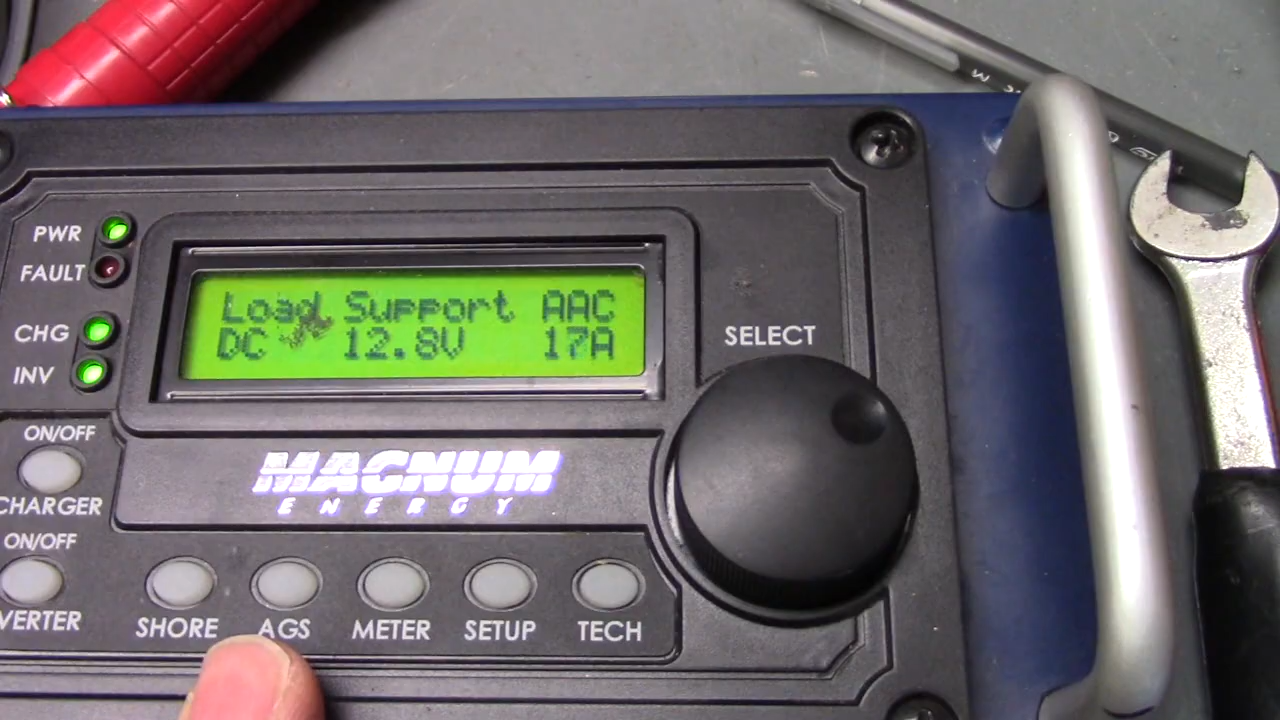 PWR
FAULT
CHG
INV
Load Support AAC
DC 12.8V 17A
SELECT
ON/OFF
CHARGER
MAGNUM
ENERGY
ON/OFF
VERTER
SHORE
AGS
METER
SETUP
TECH
W